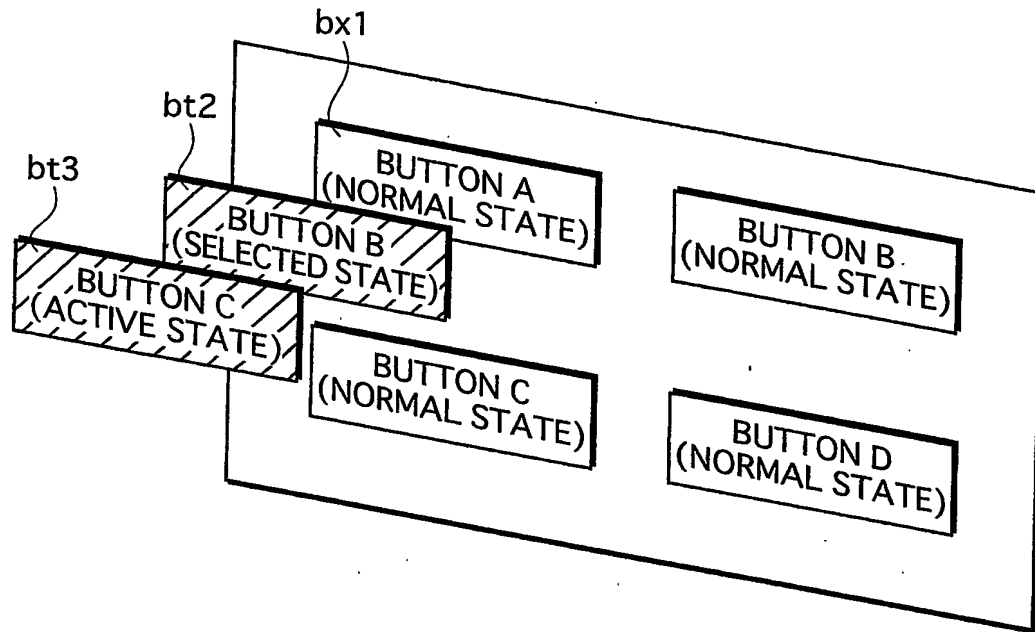 bx1
bt2
bt3
BUTTON A
(NORMAL STATE)
BUTTON B
(SELECTED STATE)
BUTTON C
(ACTIVE STATE)
BUTTON B
(NORMAL STATE)
BUTTON C
(NORMAL STATE)
BUTTON D
(NORMAL STATE)